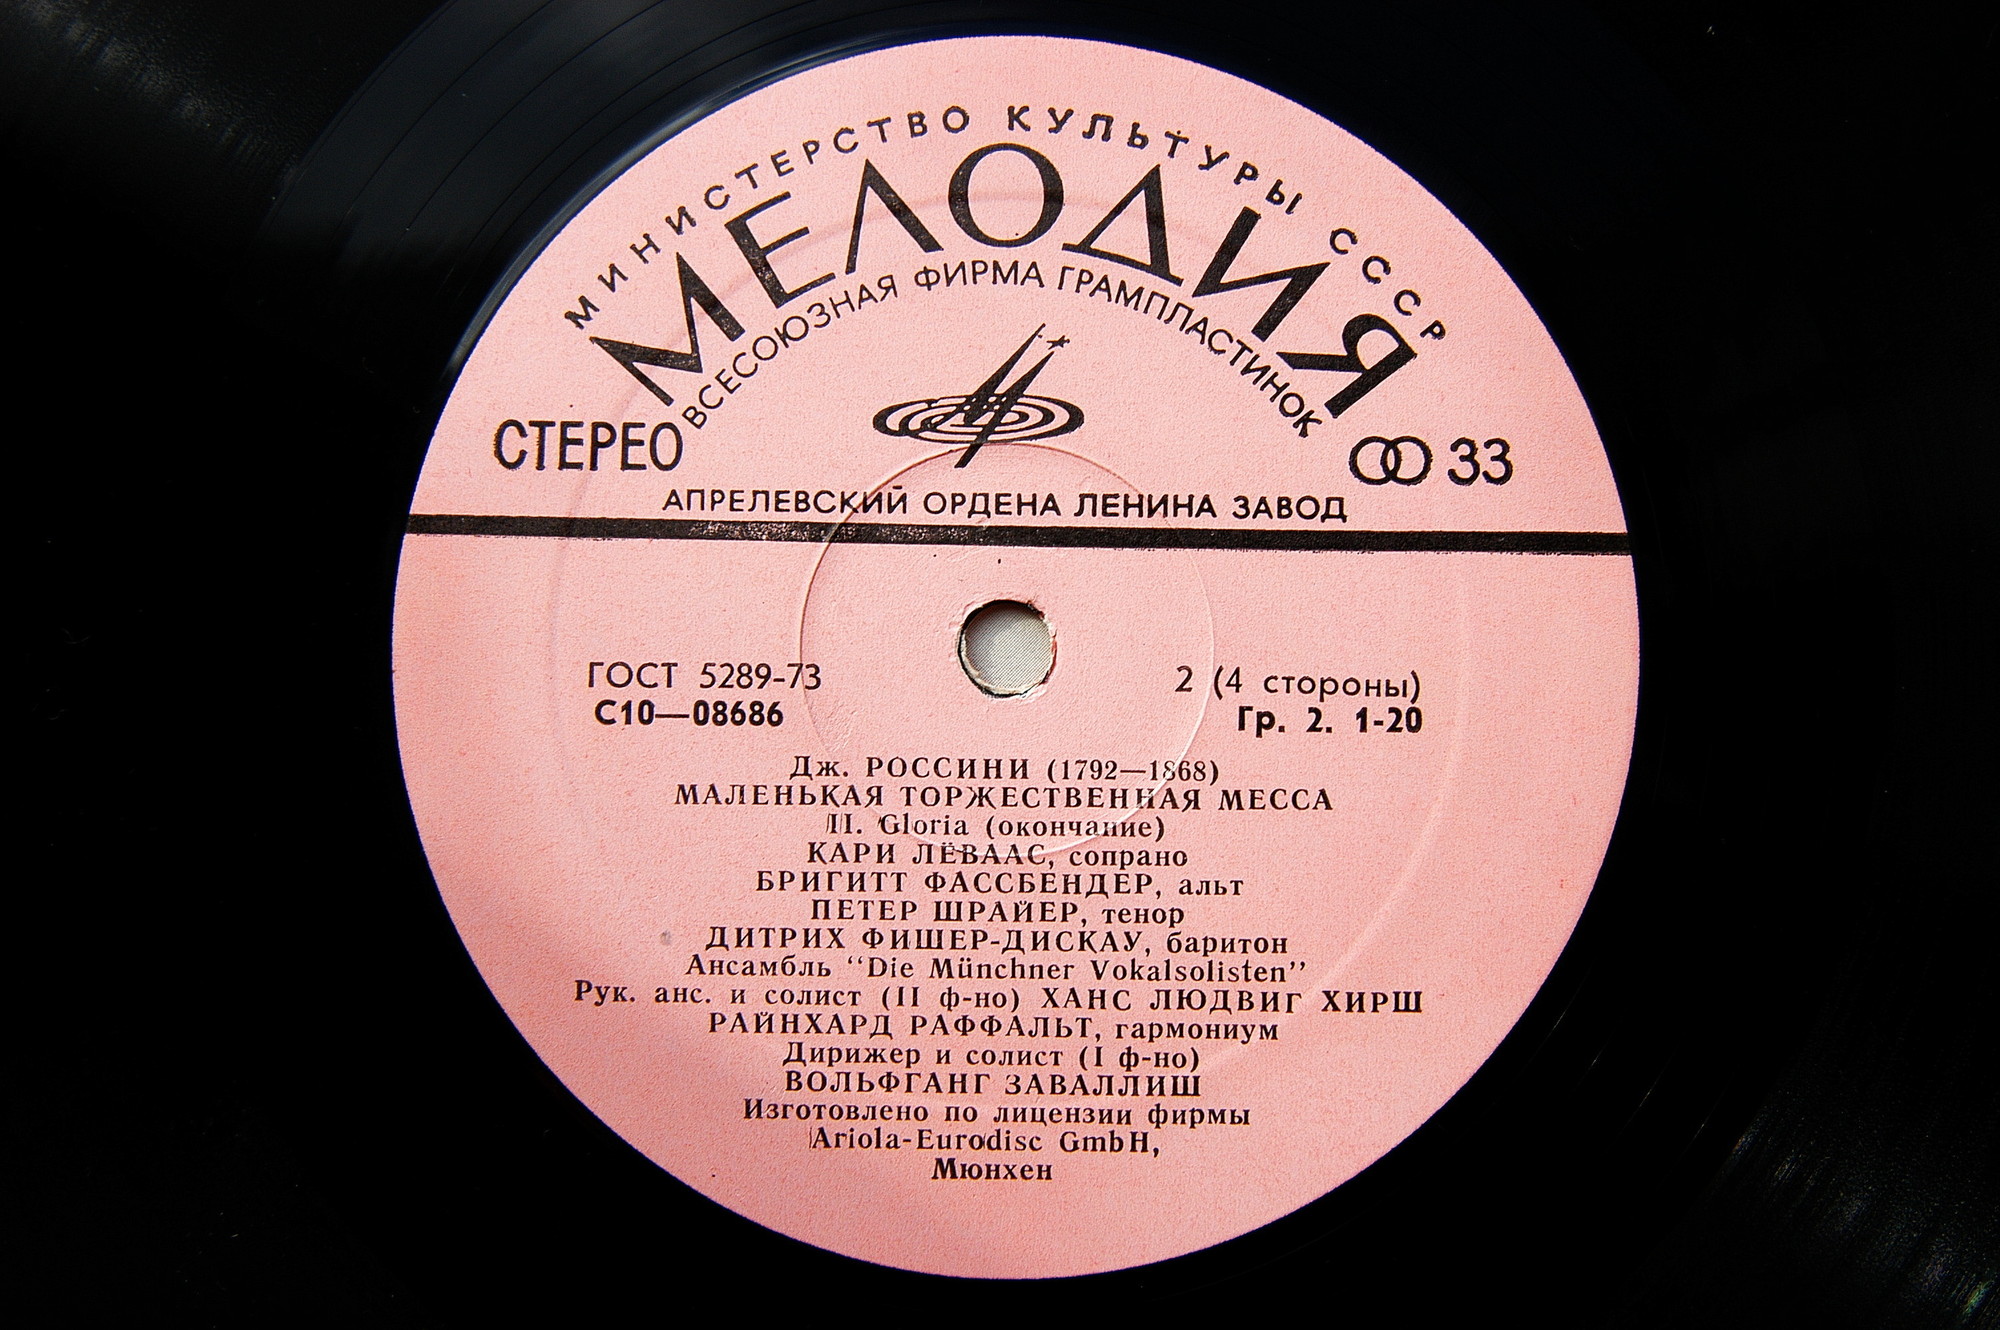 МИНИСТЕРСТВО КУЛЬТУРЫ СССР
МЕЛОДИЯ
ВСЕСОЮЗНАЯ ФИРМА ГРАМПЛАСТИНОК
СТЕРЕО
33
АПРЕЛЕВСКИЙ ОРДЕНА ЛЕНИНА ЗАВОД
ГОСТ 5289-73
С10—08686
2 (4 стороны)
Гр. 2. 1-20
Дж. РОССИНИ (1792—1868)
МАЛЕНЬКАЯ ТОРЖЕСТВЕННАЯ МЕССА
II. Gloria (окончание)
КАРИ ЛЁВААС, сопрано
БРИГИТТ ФАССБЕНДЕР, альт
ПЕТЕР ШРАЙЕР, тенор
ДИТРИХ ФИШЕР-ДИСКАУ, баритон
Ансамбль “Die Münchner Vokalsolisten”
Рук. анс. и солист (II ф-но) ХАНС ЛЮДВИГ ХИРШ
РАЙНХАРД РАФФАЛЬТ, гармониум
Дирижер и солист (I ф-но)
ВОЛЬФГАНГ ЗАВАЛЛИШ
Изготовлено по лицензии фирмы
Ariola-Eurodisc GmbH,
Мюнхен